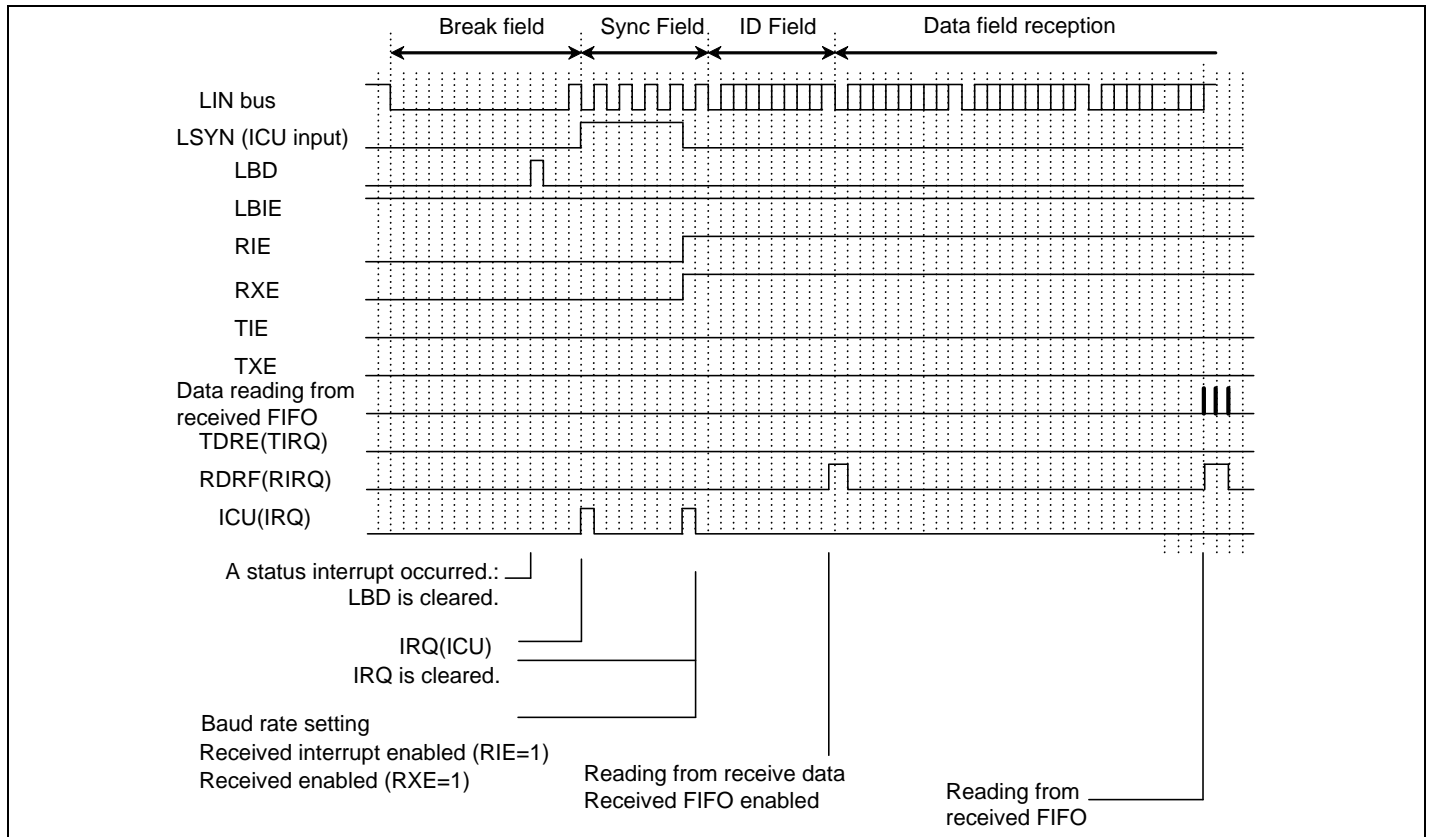 Break field
Sync Field
ID Field
Data field reception
LIN bus
LSYN (ICU input)
LBD
LBIE
RIE
RXE
TIE
TXE
Data reading from
received FIFO
TDRE(TIRQ)
RDRF(RIRQ)
ICU(IRQ)
A status interrupt occurred.:
LBD is cleared.
IRQ(ICU)
IRQ is cleared.
Baud rate setting
Received interrupt enabled (RIE=1)
Received enabled (RXE=1)
Reading from receive data
Received FIFO enabled
Reading from
received FIFO